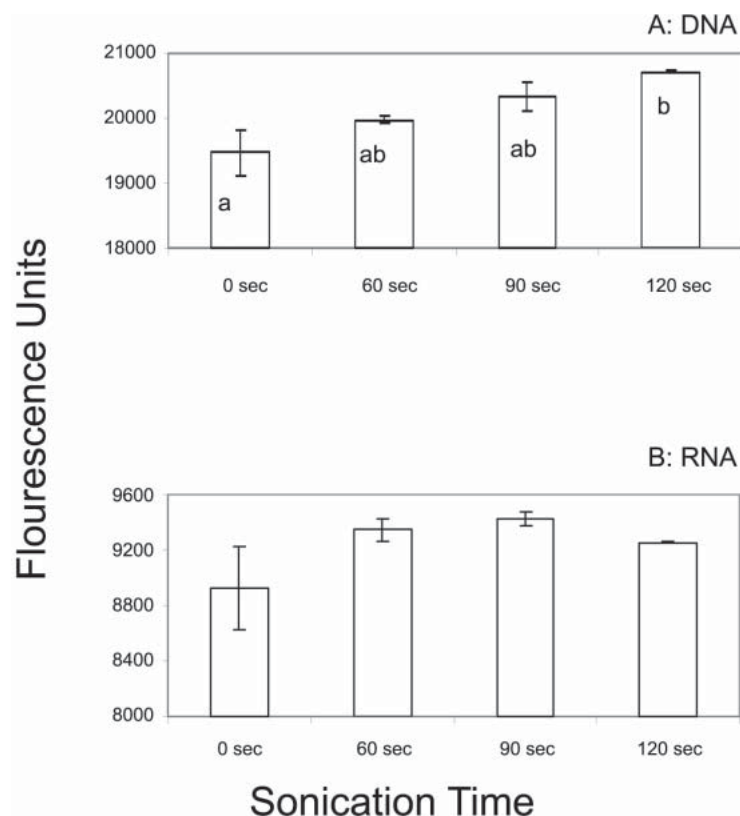 A: DNA
21000
20000
19000
18000
a
ab
ab
b
0 sec 60 sec 90 sec 120 sec
Flourescence Units
B: RNA
9600
9200
8800
8400
8000
0 sec 60 sec 90 sec 120 sec
Sonication Time